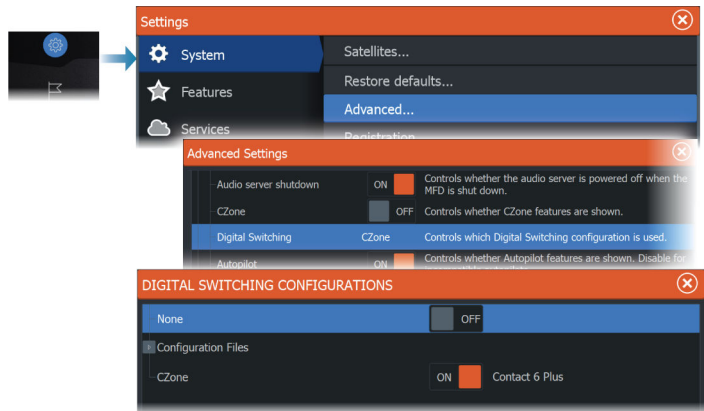 Settings
System
Satellites...
Features
Restore defaults...
Advanced...
Services
Registration
Advanced Settings
Audio server shutdown ON Controls whether the audio server is powered off when the
MFD is shut down.
CZone OFF Controls whether CZone features are shown.
Digital Switching CZone Controls which Digital Switching configuration is used.
Autopilot ON Controls whether Autopilot features are shown. Disable for
DIGITAL SWITCHING CONFIGURATIONS
None OFF
Configuration Files
CZone ON Contact 6 Plus